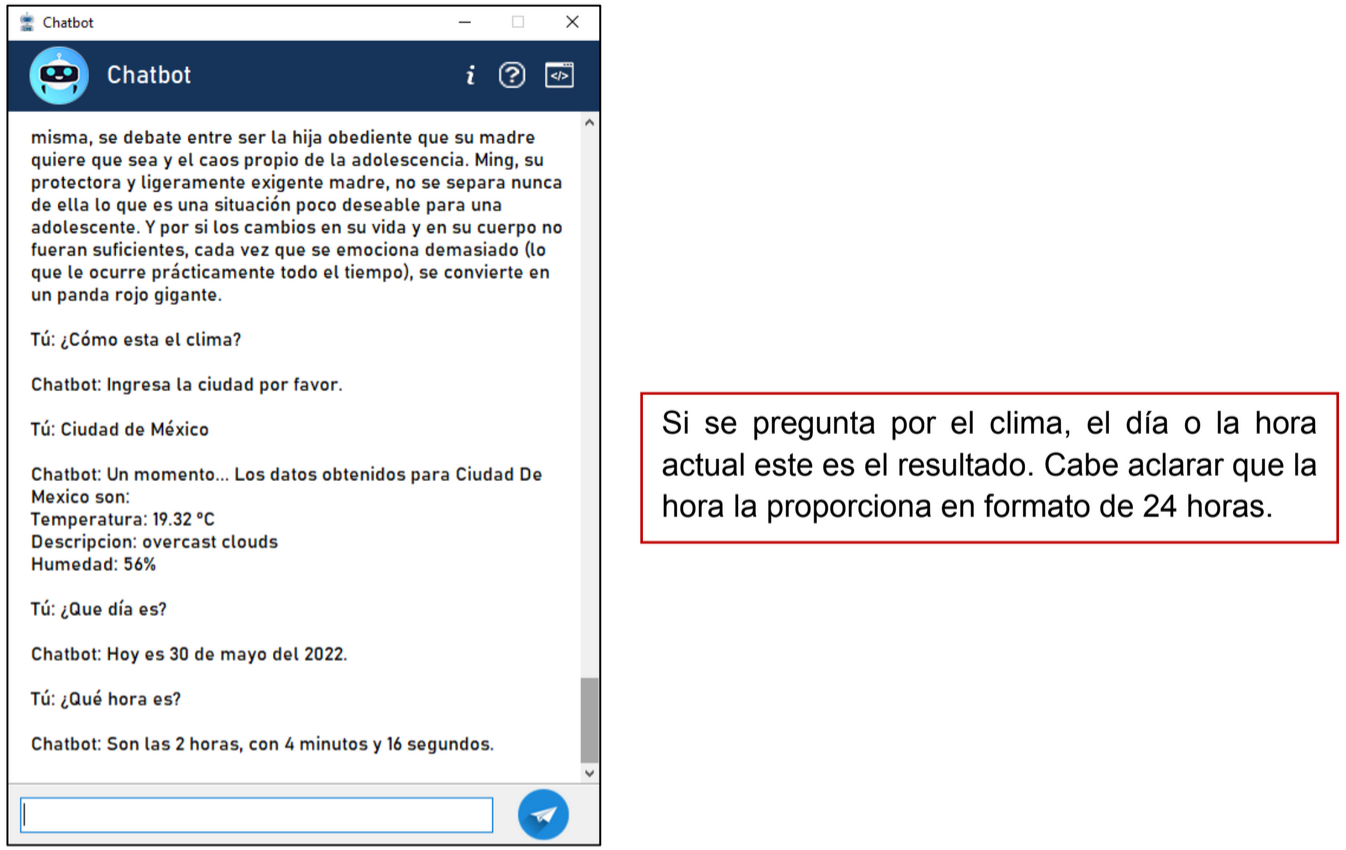 Chatbot
Chatbot
i
?
</>
misma, se debate entre ser la hija obediente que su madre
quiere que sea y el caos propio de la adolescencia. Ming, su
protectora y ligeramente exigente madre, no se separa nunca
de ella lo que es una situación poco deseable para una
adolescente. Y por si los cambios en su vida y en su cuerpo no
fueran suficientes, cada vez que se emociona demasiado (lo
que le ocurre prácticamente todo el tiempo), se convierte en
un panda rojo gigante.
Tú: ¿Cómo esta el clima?
Chatbot: Ingresa la ciudad por favor.
Tú: Ciudad de México
Chatbot: Un momento... Los datos obtenidos para Ciudad De
Mexico son:
Temperatura: 19.32 ºC
Descripcion: overcast clouds
Humedad: 56%
Tú: ¿Que día es?
Chatbot: Hoy es 30 de mayo del 2022.
Tú: ¿Qué hora es?
Chatbot: Son las 2 horas, con 4 minutos y 16 segundos.
Si se pregunta por el clima, el día o la hora
actual este es el resultado. Cabe aclarar que la
hora la proporciona en formato de 24 horas.